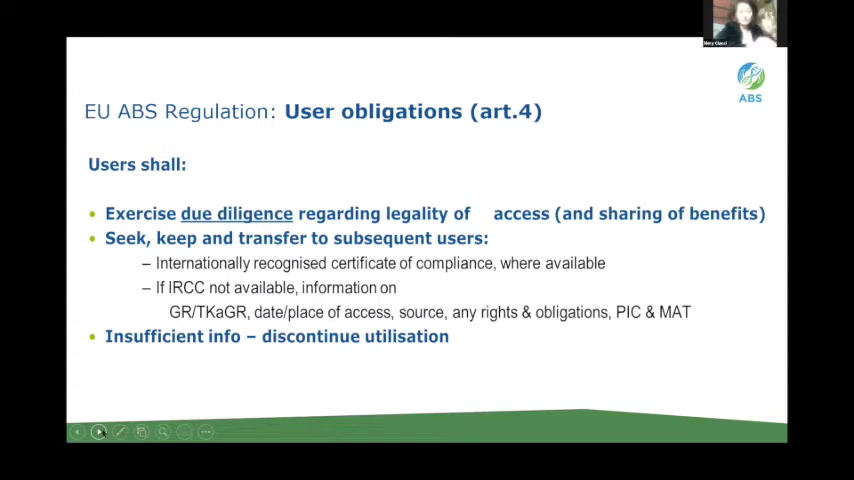 ABS
EU ABS Regulation: User obligations (art.4)
Users shall:
• Exercise due diligence regarding legality of access (and sharing of benefits)
• Seek, keep and transfer to subsequent users:
– Internationally recognised certificate of compliance, where available
– If IRCC not available, information on
GR/TKaGR, date/place of access, source, any rights & obligations, PIC & MAT
• Insufficient info – discontinue utilisation